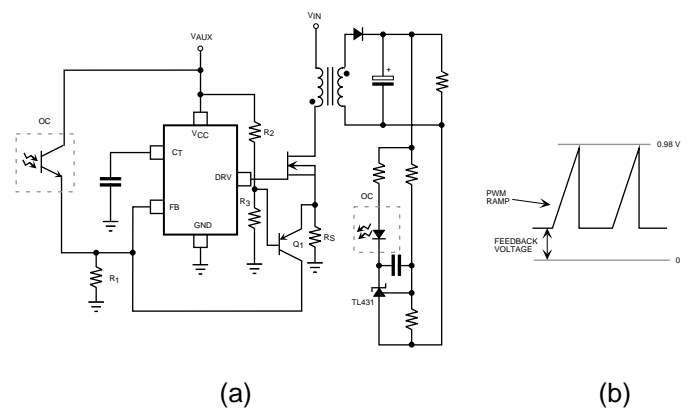 VIN
VAUX
OC
VCC
R2
CT
DRV
FB
R3
GND
Q1
RS
R1
OC
TL431
0.98 V
PWM
RAMP
FEEDBACK
VOLTAGE
0
+
(a)
(b)